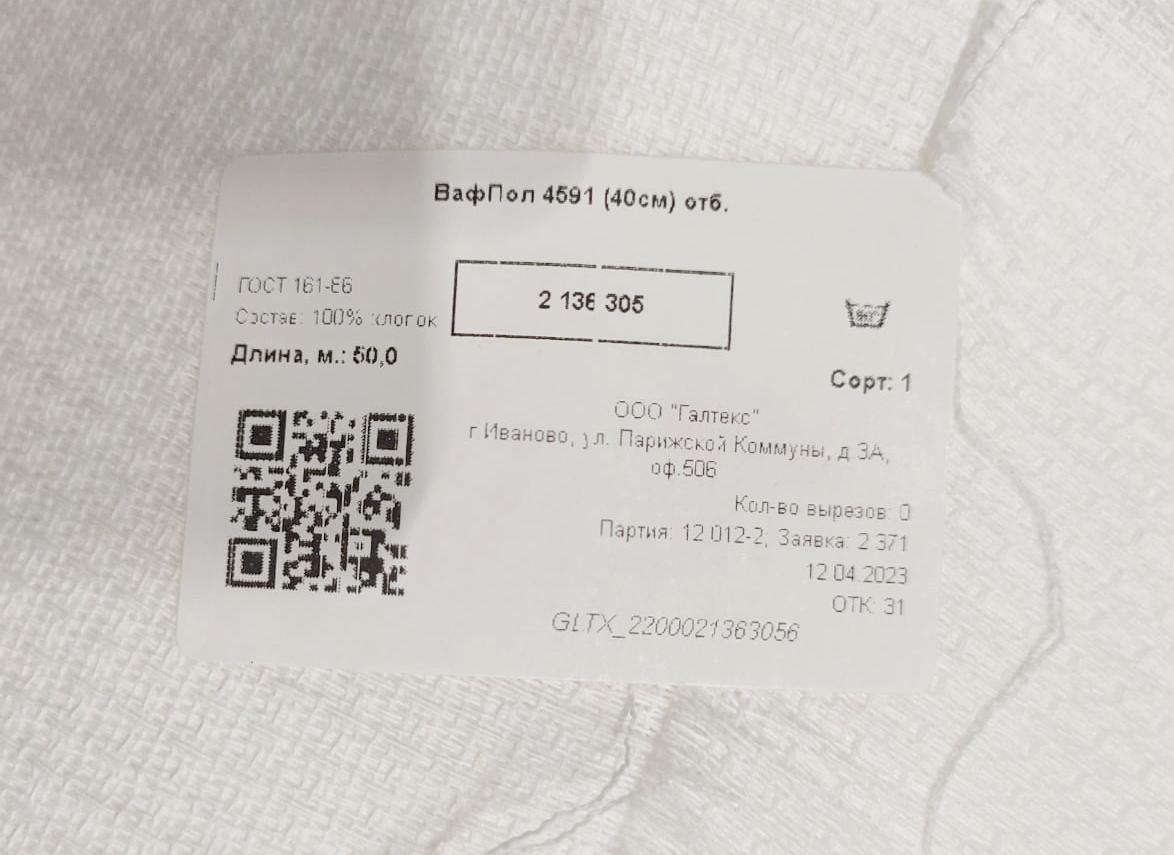 ВафПол 4591 (40см) отб.
ГОСТ 161-86
2 136 305
Состав: 100% хлопок
Длина, м.: 50,0
Сорт: 1
ООО "Галтекс"
г Иваново, ул. Парижской Коммуны, д.3А,
оф.506
Кол-во вырезов: 0
Партия: 12 012-2, Заявка: 2 371
12.04.2023
ОТК: 31
GLTX_2200021363056